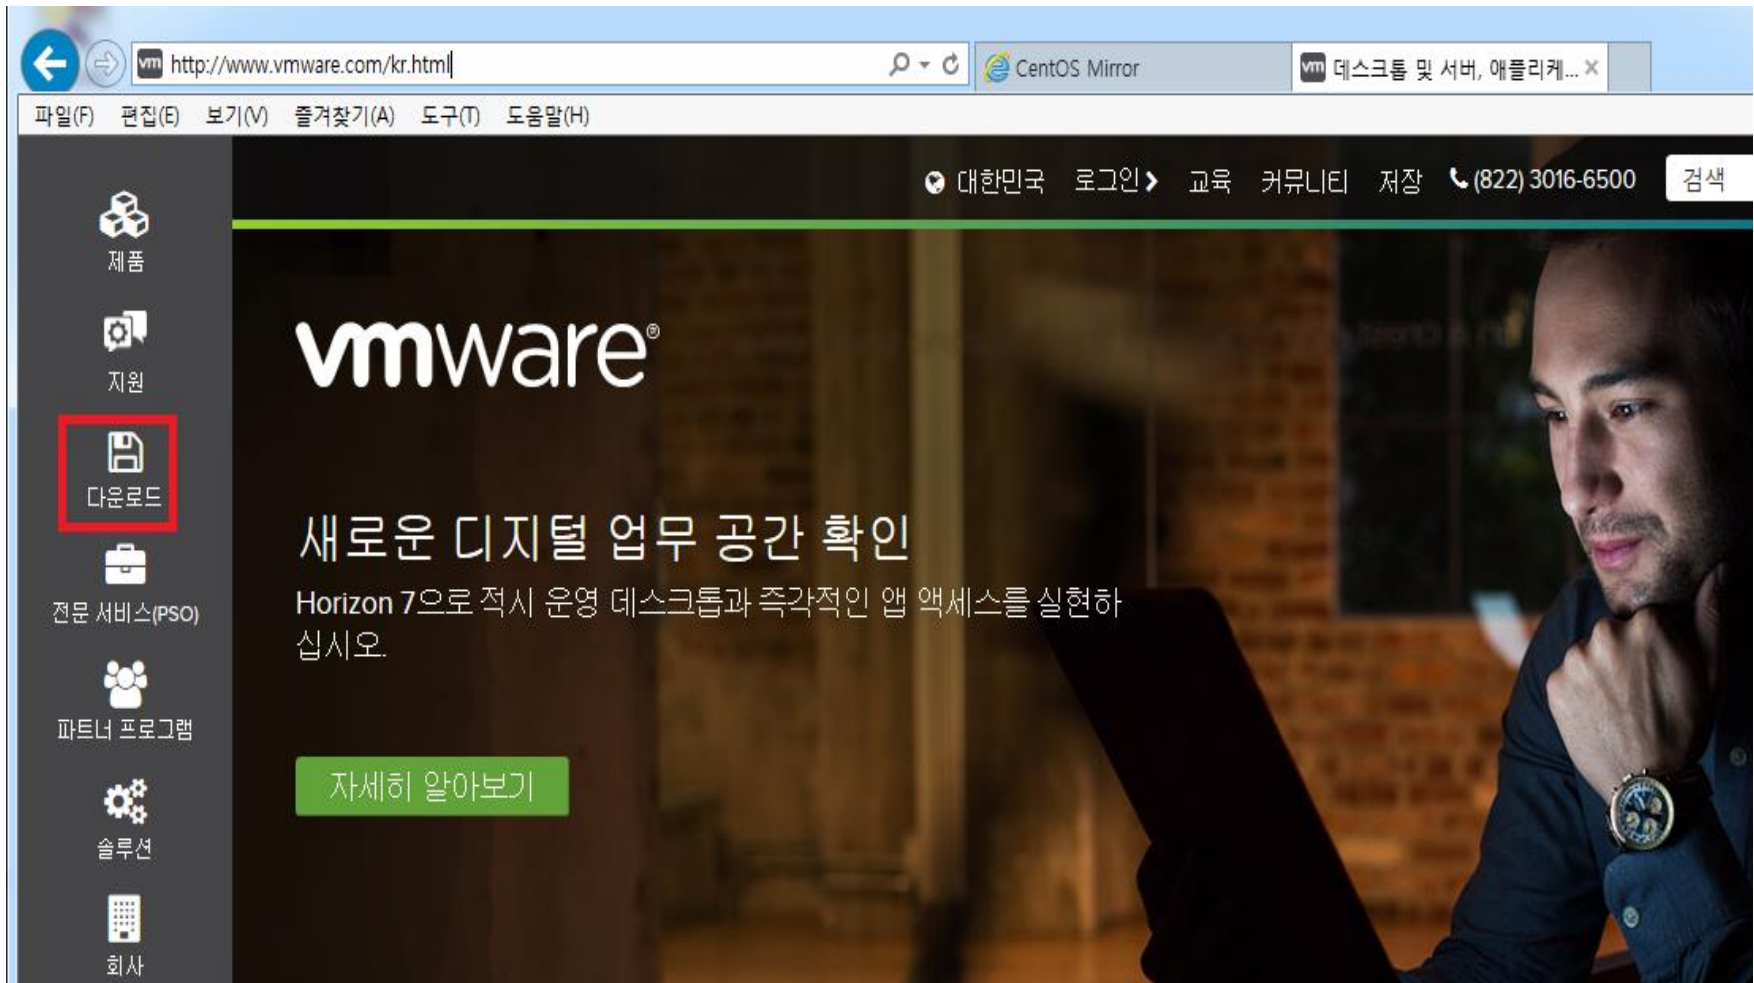 http://www.vmware.com/kr.html
CentOS Mirror
vm 데스크톱 및 서버, 애플리케...
파일(F) 편집(E) 보기(V) 즐겨찾기(A) 도구(T) 도움말(H)
대한민국 로그인 교육 커뮤니티 저장 (822) 3016-6500 검색
제품
지원
다운로드
전문 서비스(PSO)
파트너 프로그램
솔루션
회사
vmware®
새로운 디지털 업무 공간 확인
Horizon 7으로 적시 운영 데스크톱과 즉각적인 앱 액세스를 실현하
십시오.
자세히 알아보기